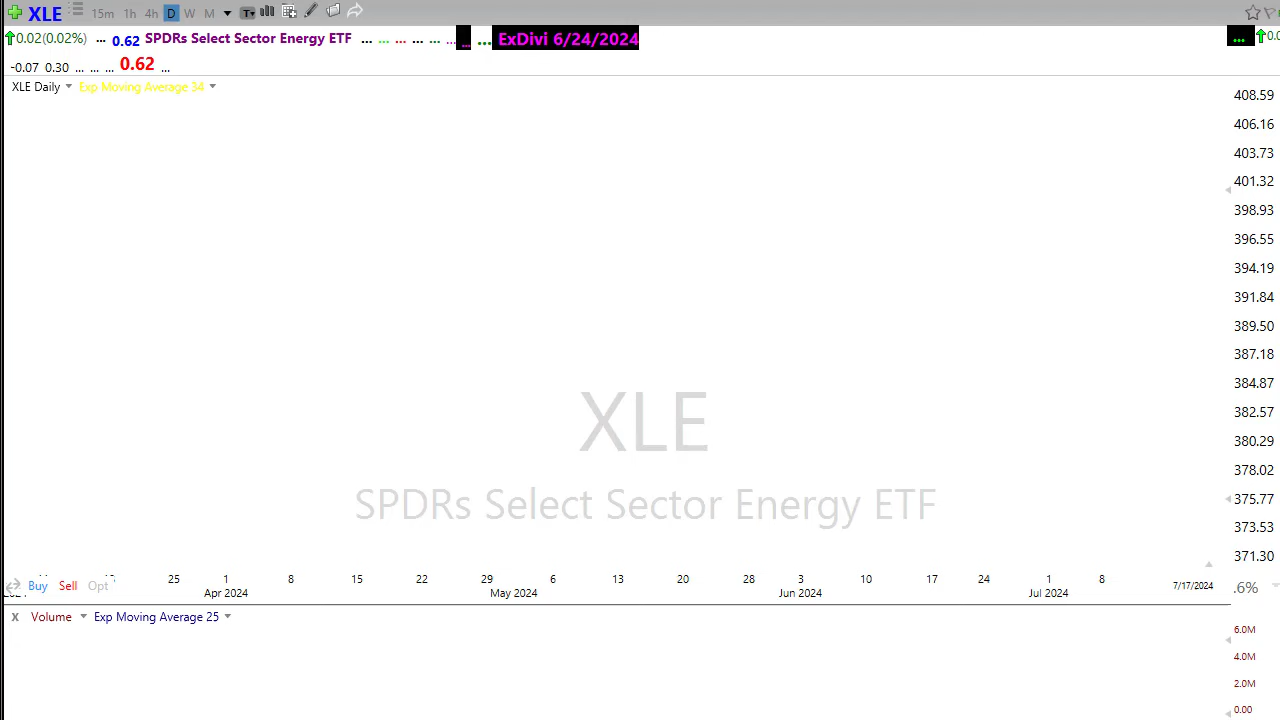 XLE 15m 1h 4h D W M T
0.02(0.02%) ... 0.62 SPDRs Select Sector Energy ETF ... ... ... ... ... ... ... ... ExDivi 6/24/2024 ... 0.0
-0.07 0.30 ... ... ... 0.62 ...
XLE Daily Exp Moving Average 34
408.59
406.16
403.73
401.32
398.93
396.55
394.19
391.84
389.50
387.18
384.87
382.57
380.29
378.02
375.77
373.53
371.30
XLE
SPDRs Select Sector Energy ETF
25 1 8 15 22 29 6 13 20 28 10 17 24 1 8
Buy Sell Opt 7/17/2024 .6%
Apr 2024 May 2024 Jun 2024 Jul 2024
X Volume Exp Moving Average 25
6.0M
4.0M
2.0M
0.00